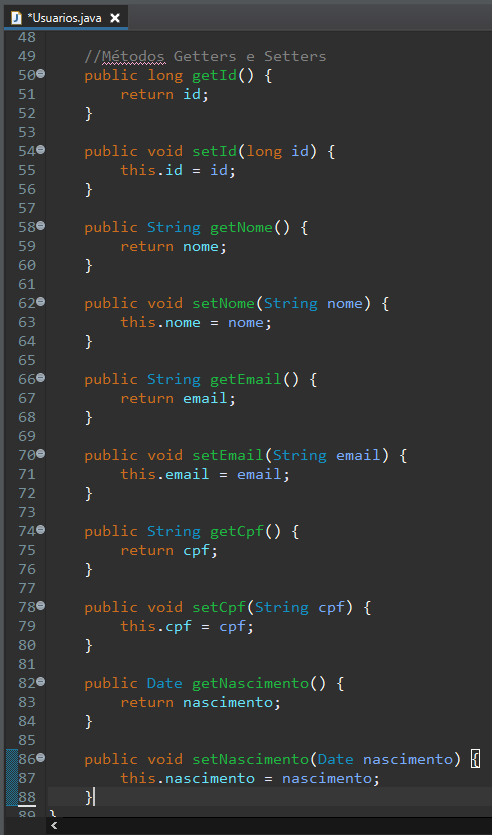 *Usuarios.java
48
49 //Métodos Getters e Setters
50 public long getId() {
51 return id;
52 }
53
54 public void setId(long id) {
55 this.id = id;
56 }
57
58 public String getNome() {
59 return nome;
60 }
61
62 public void setNome(String nome) {
63 this.nome = nome;
64 }
65
66 public String getEmail() {
67 return email;
68 }
69
70 public void setEmail(String email) {
71 this.email = email;
72 }
73
74 public String getCpf() {
75 return cpf;
76 }
77
78 public void setCpf(String cpf) {
79 this.cpf = cpf;
80 }
81
82 public Date getNascimento() {
83 return nascimento;
84 }
85
86 public void setNascimento(Date nascimento) {
87 this.nascimento = nascimento;
88 }
89 }